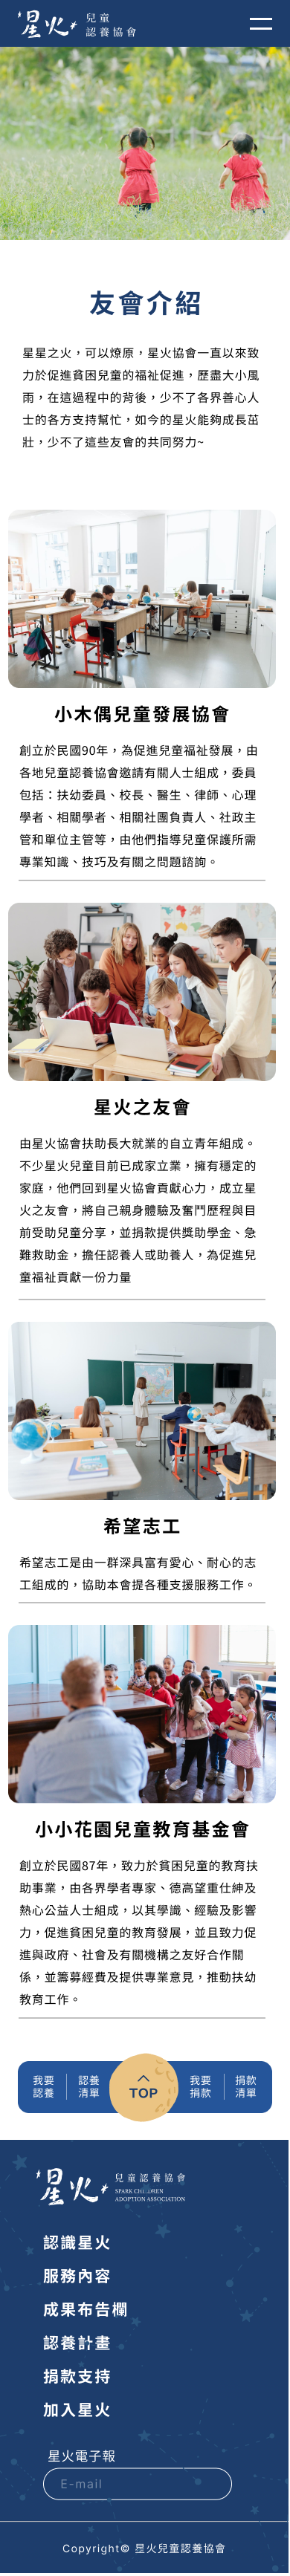 星火 兒童
認養協會
友會介紹
星星之火，可以燎原，星火協會一直以來致
力於促進貧困兒童的福祉促進，歷盡大小風
雨，在這過程中的背後，少不了各界善心人
士的各方支持幫忙，如今的星火能夠成長茁
壯，少不了這些友會的共同努力~
小木偶兒童發展協會
創立於民國90年，為促進兒童福祉發展，由
各地兒童認養協會邀請有關人士組成，委員
包括：扶幼委員、校長、醫生、律師、心理
學者、相關學者、相關社團負責人、社政主
管和單位主管等，由他們指導兒童保護所需
專業知識、技巧及有關之問題諮詢。
星火之友會
由星火協會扶助長大就業的自立青年組成。
不少星火兒童目前已成家立業，擁有穩定的
家庭，他們回到星火協會貢獻心力，成立星
火之友會，將自己親身體驗及奮鬥歷程與目
前受助兒童分享，並捐款提供獎助學金、急
難救助金，擔任認養人或助養人，為促進兒
童福祉貢獻一份力量
希望志工
希望志工是由一群深具富有愛心、耐心的志
工組成的，協助本會提各種支援服務工作。
小小花園兒童教育基金會
創立於民國87年，致力於貧困兒童的教育扶
助事業，由各界學者專家、德高望重仕紳及
熱心公益人士組成，以其學識、經驗及影響
力，促進貧困兒童的教育發展，並且致力促
進與政府、社會及有關機構之友好合作關
係，並籌募經費及提供專業意見，推動扶幼
教育工作。
我要
認養
認養
清單
TOP
我要
捐款
捐款
清單
星火 兒童認養協會
SPARK CHILDREN
ADOPTION ASSOCIATION
認識星火
服務內容
成果布告欄
認養計畫
捐款支持
加入星火
星火電子報
E-mail
Copyright© 星火兒童認養協會